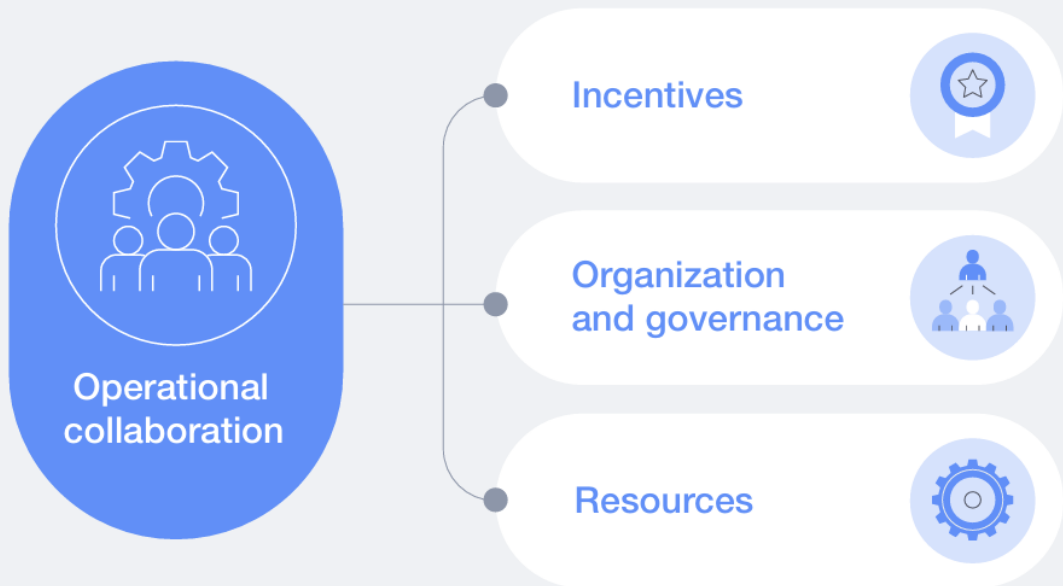 Operational
collaboration
Incentives
Organization
and governance
Resources